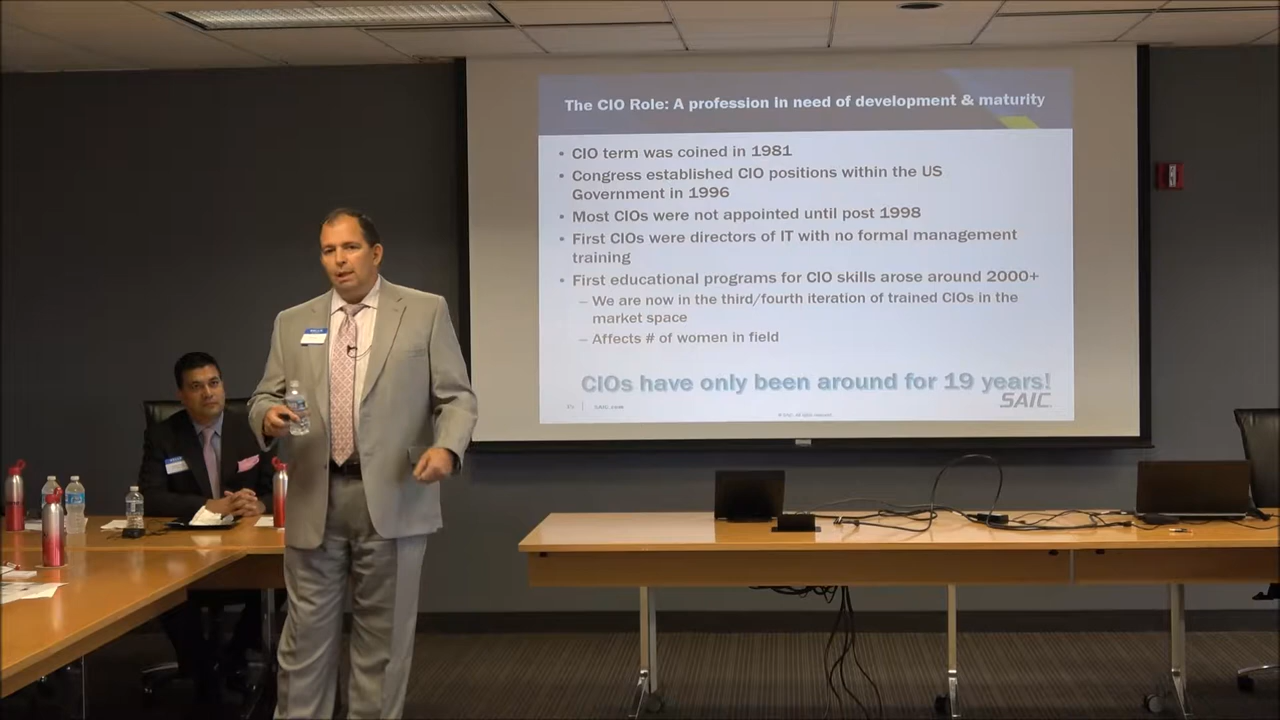 The CIO Role: A profession in need of development & maturity
• CIO term was coined in 1981
• Congress established CIO positions within the US
Government in 1996
• Most CIOs were not appointed until post 1998
• First CIOs were directors of IT with no formal management
training
• First educational programs for CIO skills arose around 2000+
– We are now in the third/fourth iteration of trained CIOs in the
market space
– Affects # of women in field
CIOs have only been around for 19 years!
SAIC.com
SAIC